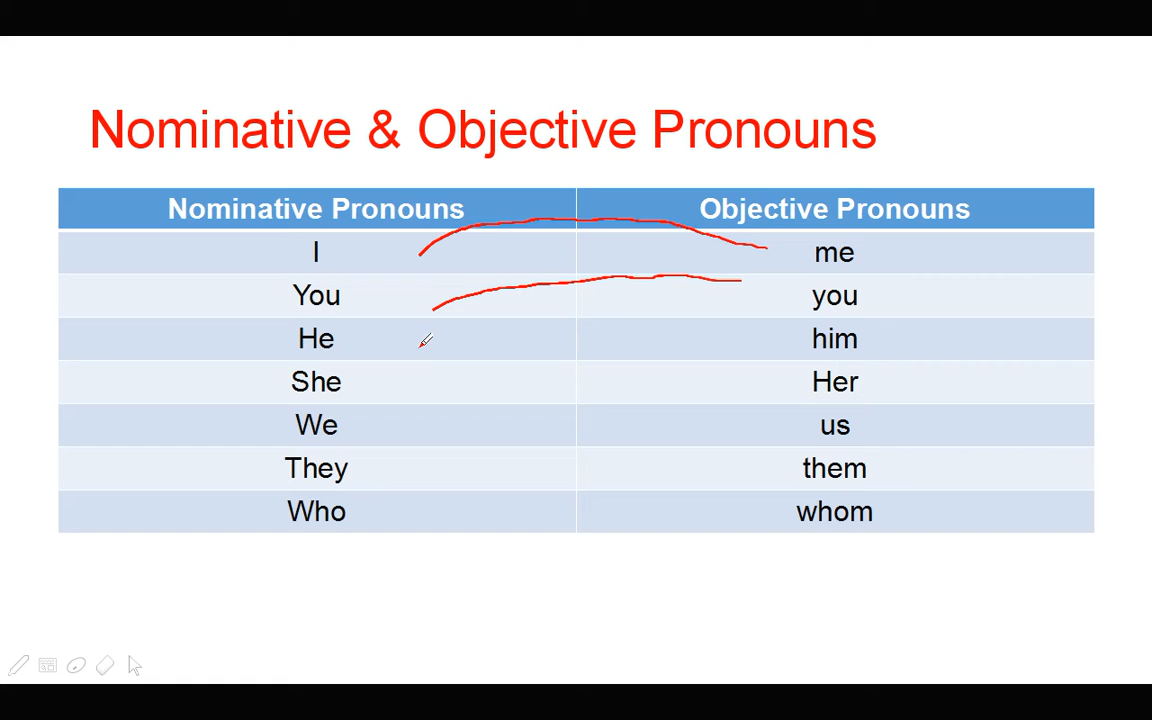 Nominative & Objective Pronouns
Nominative Pronouns Objective Pronouns
I me
You you
He him
She Her
We us
They them
Who whom